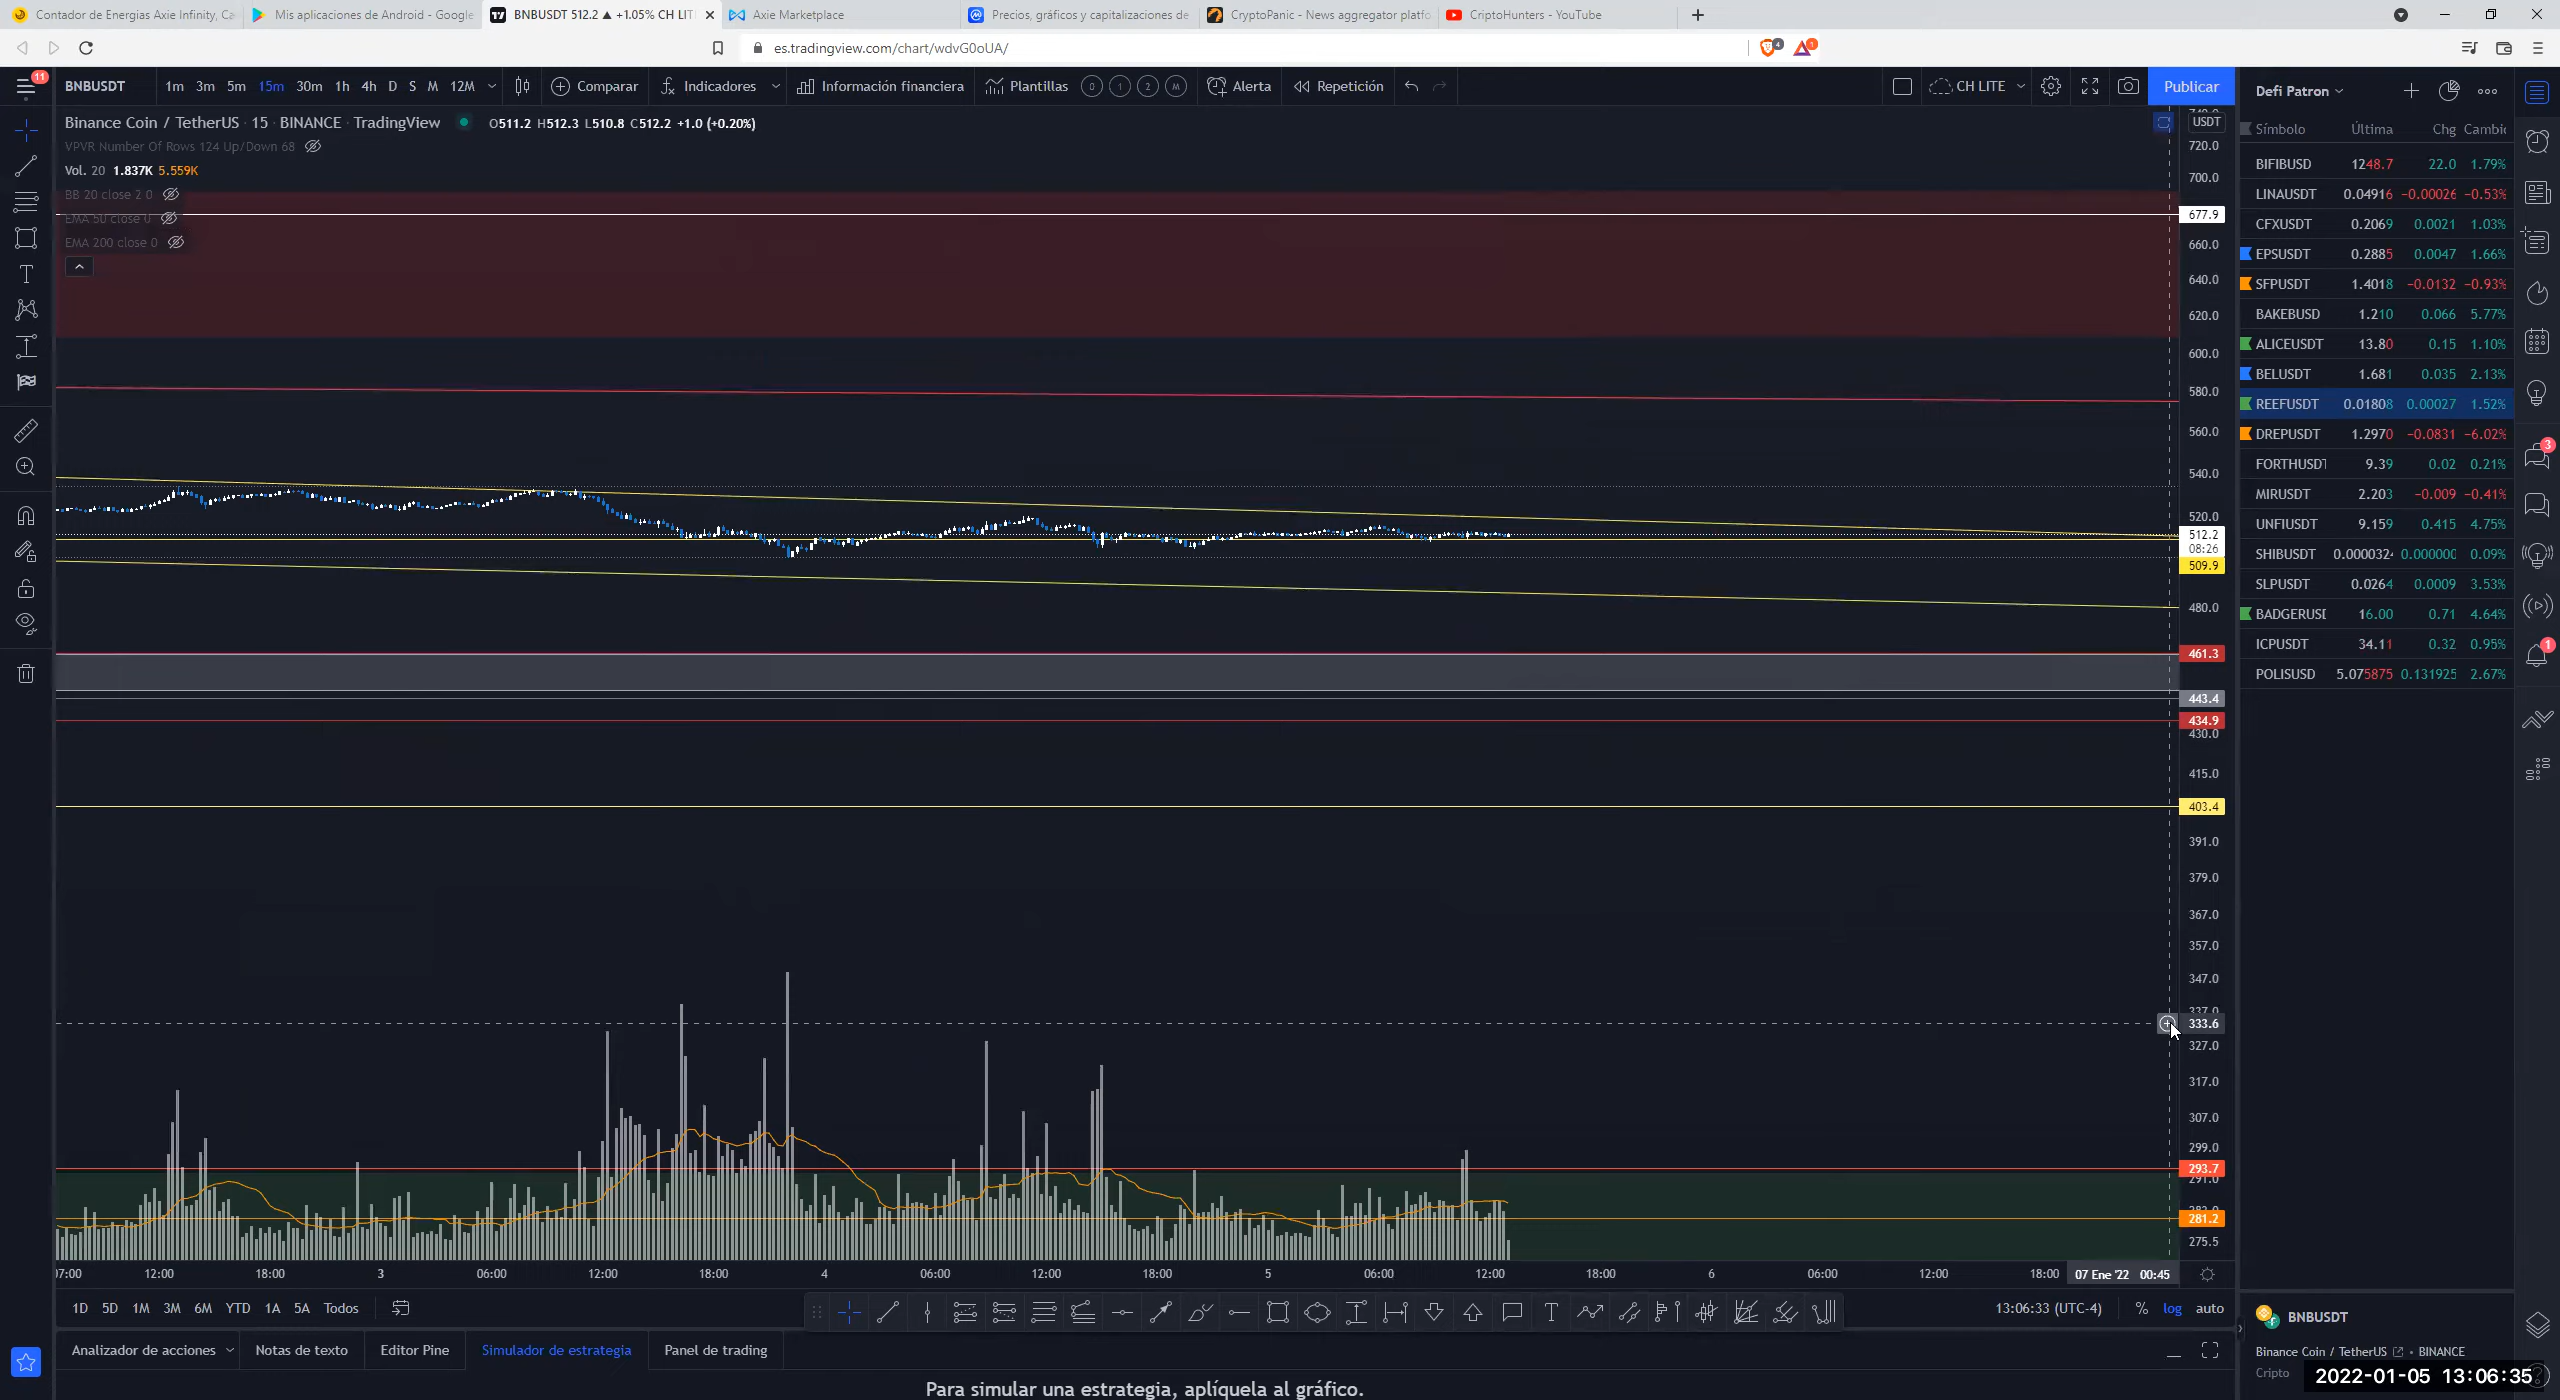 Contador de Energias Axie Infinity, Ca
Mis aplicaciones de Android - Google
BNBUSDT 512.2 ▲ +1.05% CH LIT
Axie Marketplace
Precios, gráficos y capitalizaciones de
CryptoPanic - News aggregator platfo
CriptoHunters - YouTube
es.tradingview.com/chart/wdvG0oUA/
4
1
11
BNBUSDT 1m 3m 5m 15m 30m 1h 4h D S M 12M Comparar Indicadores Información financiera Plantillas 0 1 2 M Alerta Repetición CH LITE Publicar
Defi Patron
Binance Coin / TetherUS · 15 · BINANCE · TradingView O511.2 H512.3 L510.8 C512.2 +1.0 (+0.20%)
VPVR Number Of Rows 124 Up/Down 68
Vol. 20 1.837K 5.559K
BB 20 close 2 0
EMA 50 close 0
EMA 200 close 0
USDT
720.0
700.0
677.9
660.0
640.0
620.0
600.0
580.0
560.0
540.0
520.0
512.2
08:26
509.9
480.0
461.3
443.4
434.9
430.0
415.0
403.4
391.0
379.0
367.0
357.0
347.0
337.0
333.6
327.0
317.0
307.0
299.0
293.7
291.0
281.2
275.5
Símbolo Última Chg Cambic
BIFIBUSD 1248.7 22.0 1.79%
LINAUSDT 0.04916 −0.00026 −0.53%
CFXUSDT 0.2069 0.0021 1.03%
EPSUSDT 0.2885 0.0047 1.66%
SFPUSDT 1.4018 −0.0132 −0.93%
BAKEBUSD 1.210 0.066 5.77%
ALICEUSDT 13.80 0.15 1.10%
BELUSDT 1.681 0.035 2.13%
REEFUSDT 0.01808 0.00027 1.52%
DREPUSDT 1.2970 −0.0831 −6.02%
FORTHUSDT 9.39 0.02 0.21%
MIRUSDT 2.203 −0.009 −0.41%
UNFIUSDT 9.159 0.415 4.75%
SHIBUSDT 0.0000324 0.000000 0.09%
SLPUSDT 0.0264 0.0009 3.53%
BADGERUSD 16.00 0.71 4.64%
ICPUSDT 34.11 0.32 0.95%
POLISUSD 5.075875 0.131925 2.67%
3
1
07:00 12:00 18:00 3 06:00 12:00 18:00 4 06:00 12:00 18:00 5 06:00 12:00 18:00 6 06:00 12:00 18:00 07 Ene '22 00:45
1D 5D 1M 3M 6M YTD 1A 5A Todos
13:06:33 (UTC-4) % log auto
Analizador de acciones Notas de texto Editor Pine Simulador de estrategia Panel de trading
Para simular una estrategia, aplíquela al gráfico.
BNBUSDT
Binance Coin / TetherUS • BINANCE
Cripto
2022-01-05 13:06:35